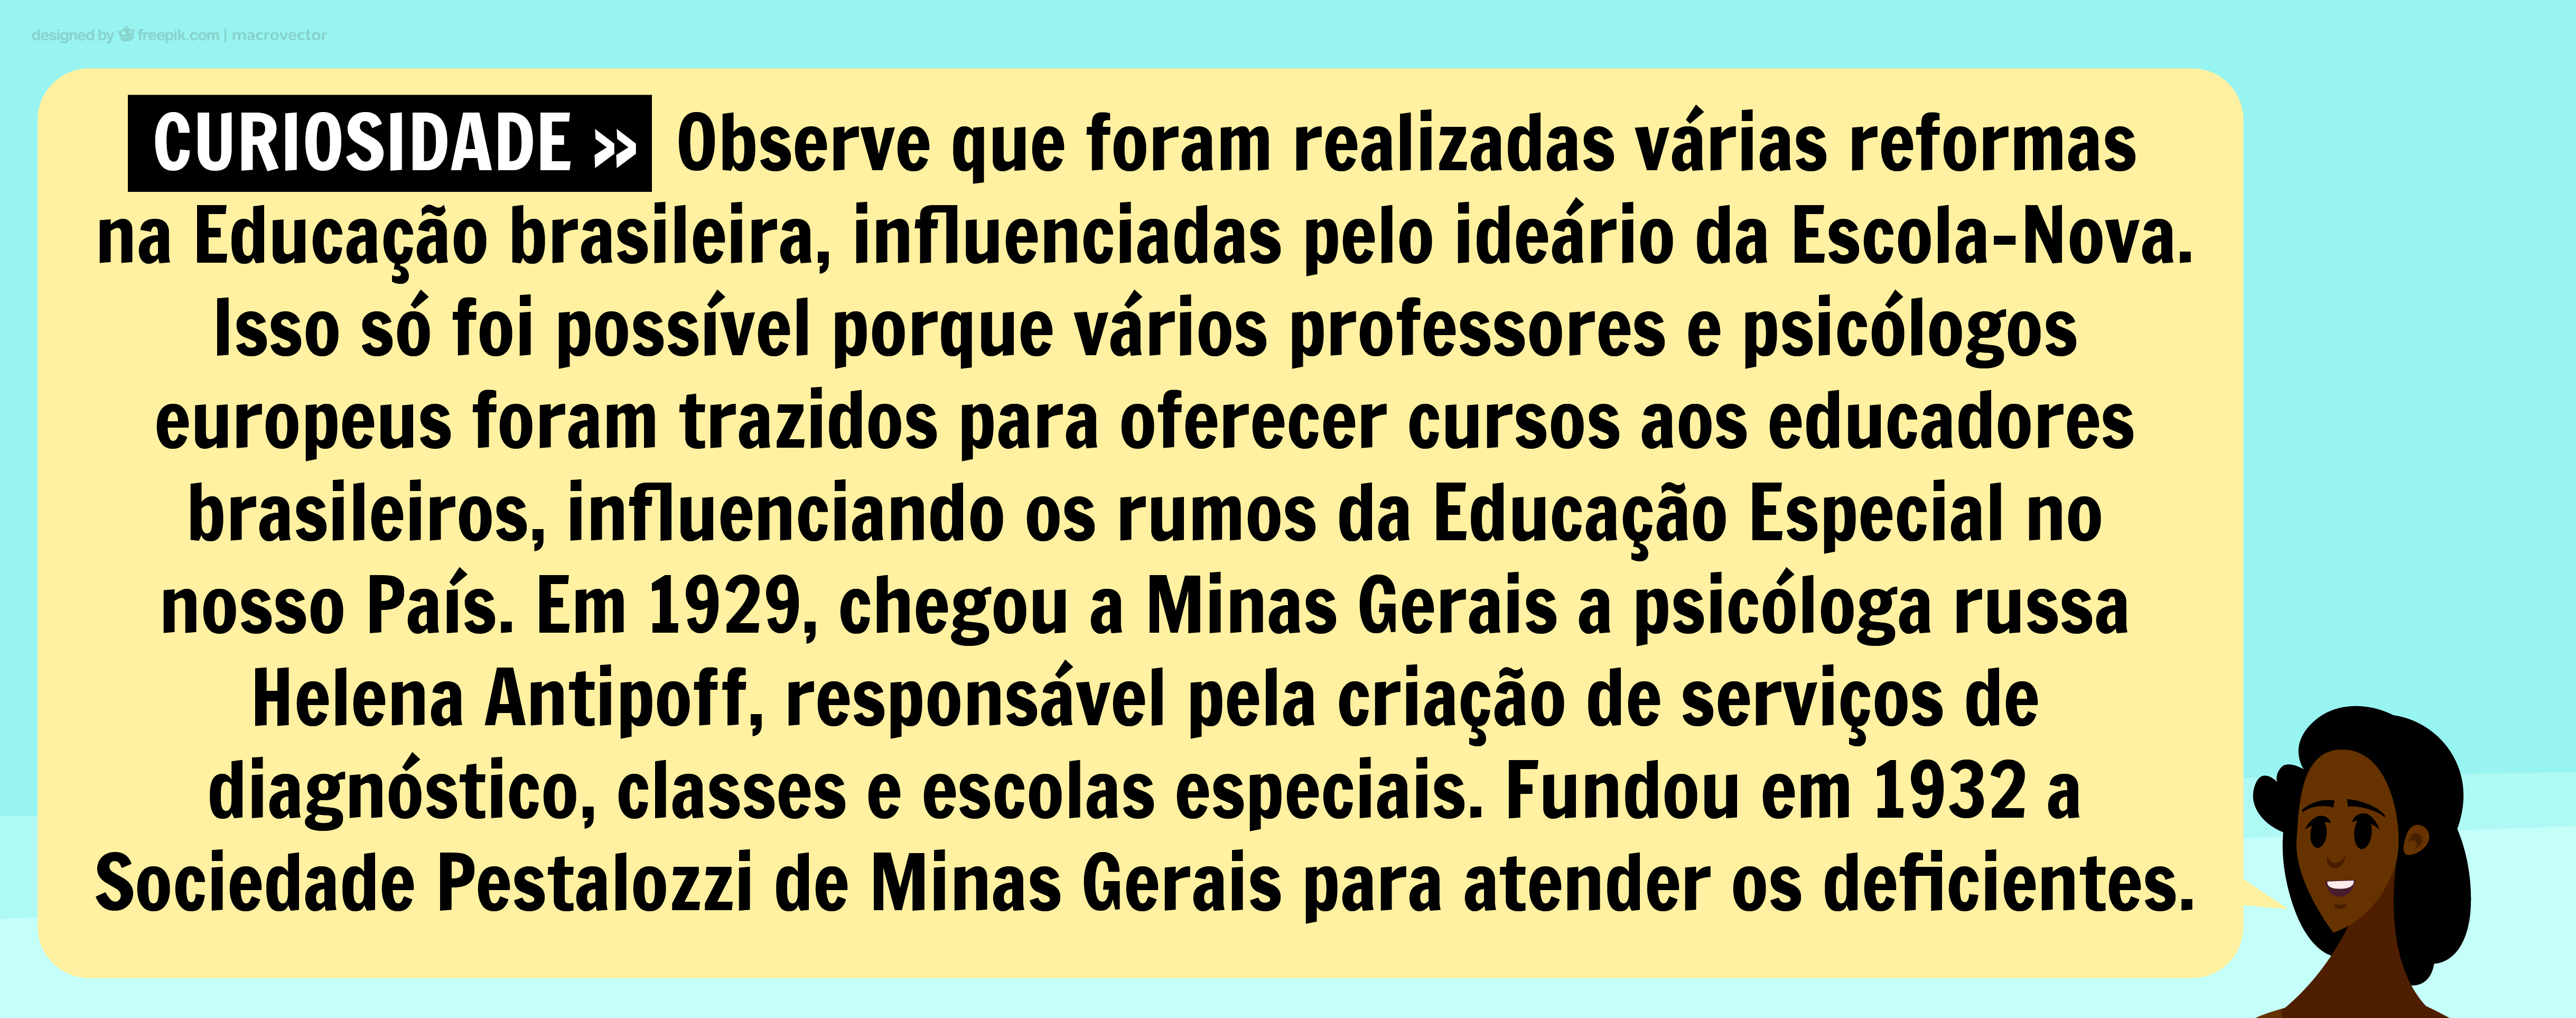 designed by freepik.com | macrovector
CURIOSIDADE » Observe que foram realizadas várias reformas
na Educação brasileira, influenciadas pelo ideário da Escola-Nova.
Isso só foi possível porque vários professores e psicólogos
europeus foram trazidos para oferecer cursos aos educadores
brasileiros, influenciando os rumos da Educação Especial no
nosso País. Em 1929, chegou a Minas Gerais a psicóloga russa
Helena Antipoff, responsável pela criação de serviços de
diagnóstico, classes e escolas especiais. Fundou em 1932 a
Sociedade Pestalozzi de Minas Gerais para atender os deficientes.